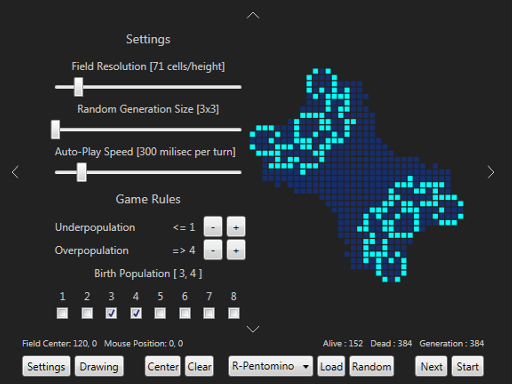 Settings
Field Resolution [71 cells/height]
Random Generation Size [3x3]
Auto-Play Speed [300 milisec per turn]
Game Rules
Underpopulation <= 1 - +
Overpopulation => 4 - +
Birth Population [ 3, 4 ]
1 2 3 4 5 6 7 8
Field Center: 120, 0 Mouse Position: 0, 0 Alive : 152 Dead : 384 Generation : 384
Settings Drawing Center Clear R-Pentomino Load Random Next Start